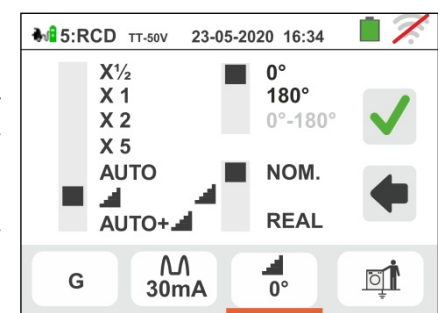 5:RCD TT-50V 23-05-2020 16:34
X½
X 1
X 2
X 5
AUTO
AUTO+
0°
180°
0°-180°
NOM.
REAL
G
30mA
0°